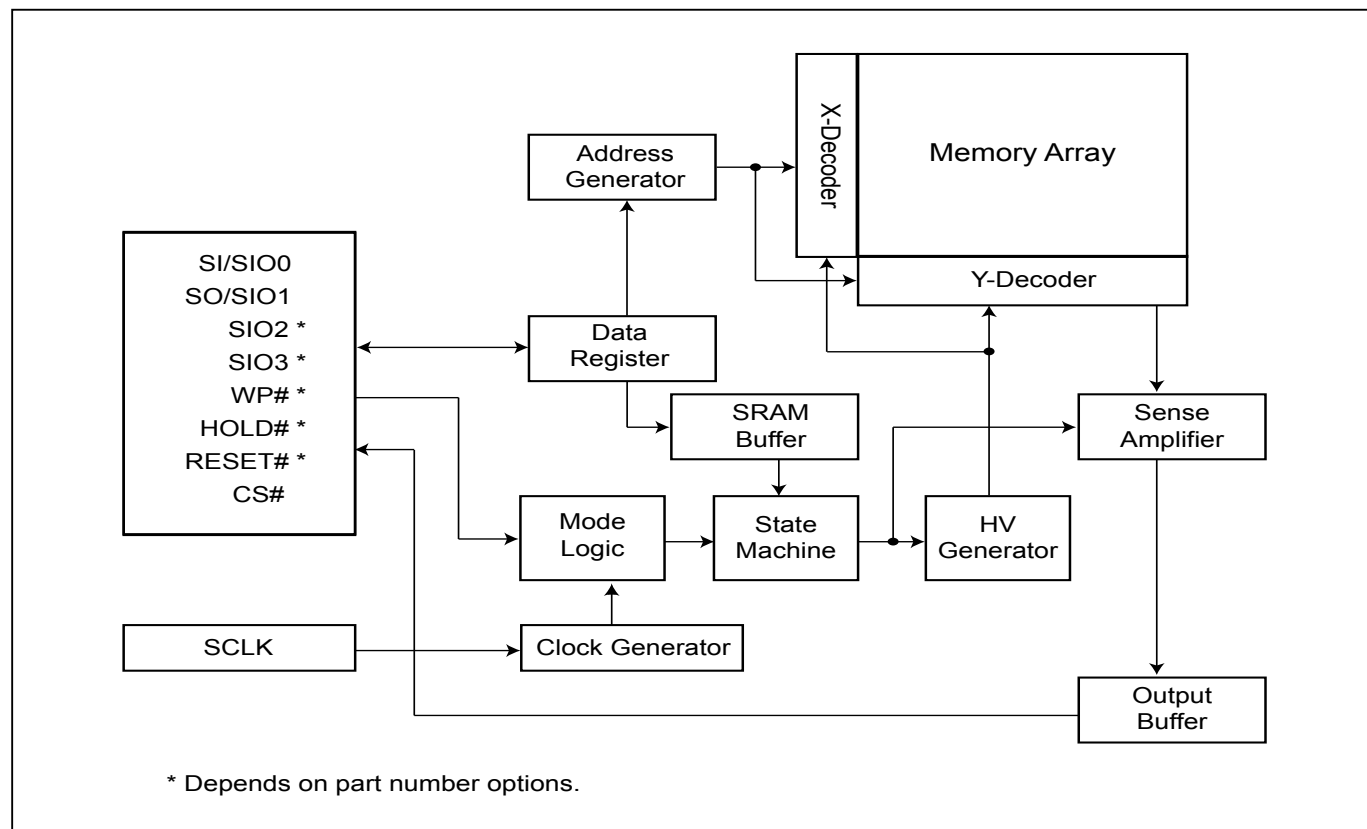 X-Decoder
Memory Array
Address
Generator
SI/SIO0
SO/SIO1
SIO2 *
SIO3 *
WP# *
HOLD# *
RESET# *
CS#
Y-Decoder
Data
Register
SRAM
Buffer
Sense
Amplifier
Mode
Logic
State
Machine
HV
Generator
SCLK
Clock Generator
Output
Buffer
* Depends on part number options.